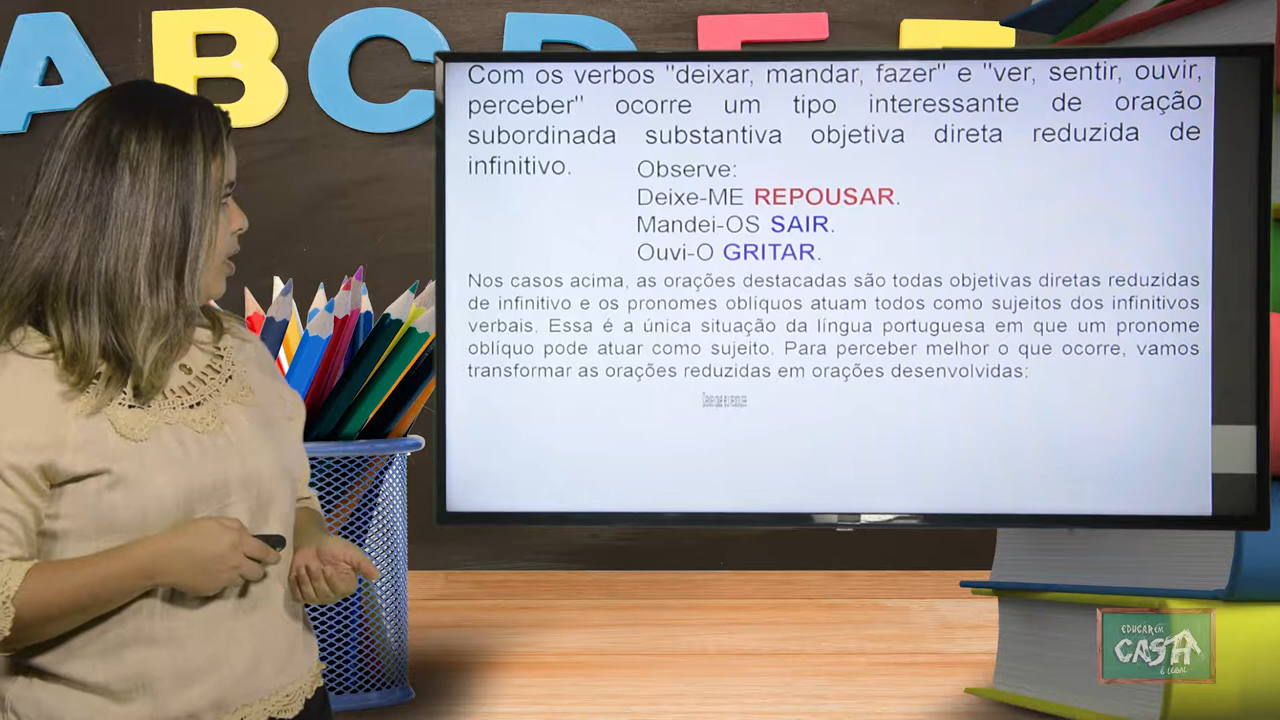 A B C D E F
Com os verbos "deixar, mandar, fazer" e "ver, sentir, ouvir,
perceber" ocorre um tipo interessante de oração
subordinada substantiva objetiva direta reduzida de
infinitivo.
Observe:
Deixe-ME REPOUSAR.
Mandei-OS SAIR.
Ouvi-O GRITAR.
Nos casos acima, as orações destacadas são todas objetivas diretas reduzidas
de infinitivo e os pronomes oblíquos atuam todos como sujeitos dos infinitivos
verbais. Essa é a única situação da língua portuguesa em que um pronome
oblíquo pode atuar como sujeito. Para perceber melhor o que ocorre, vamos
transformar as orações reduzidas em orações desenvolvidas:
EDUCAR EM
CASA
É LEGAL